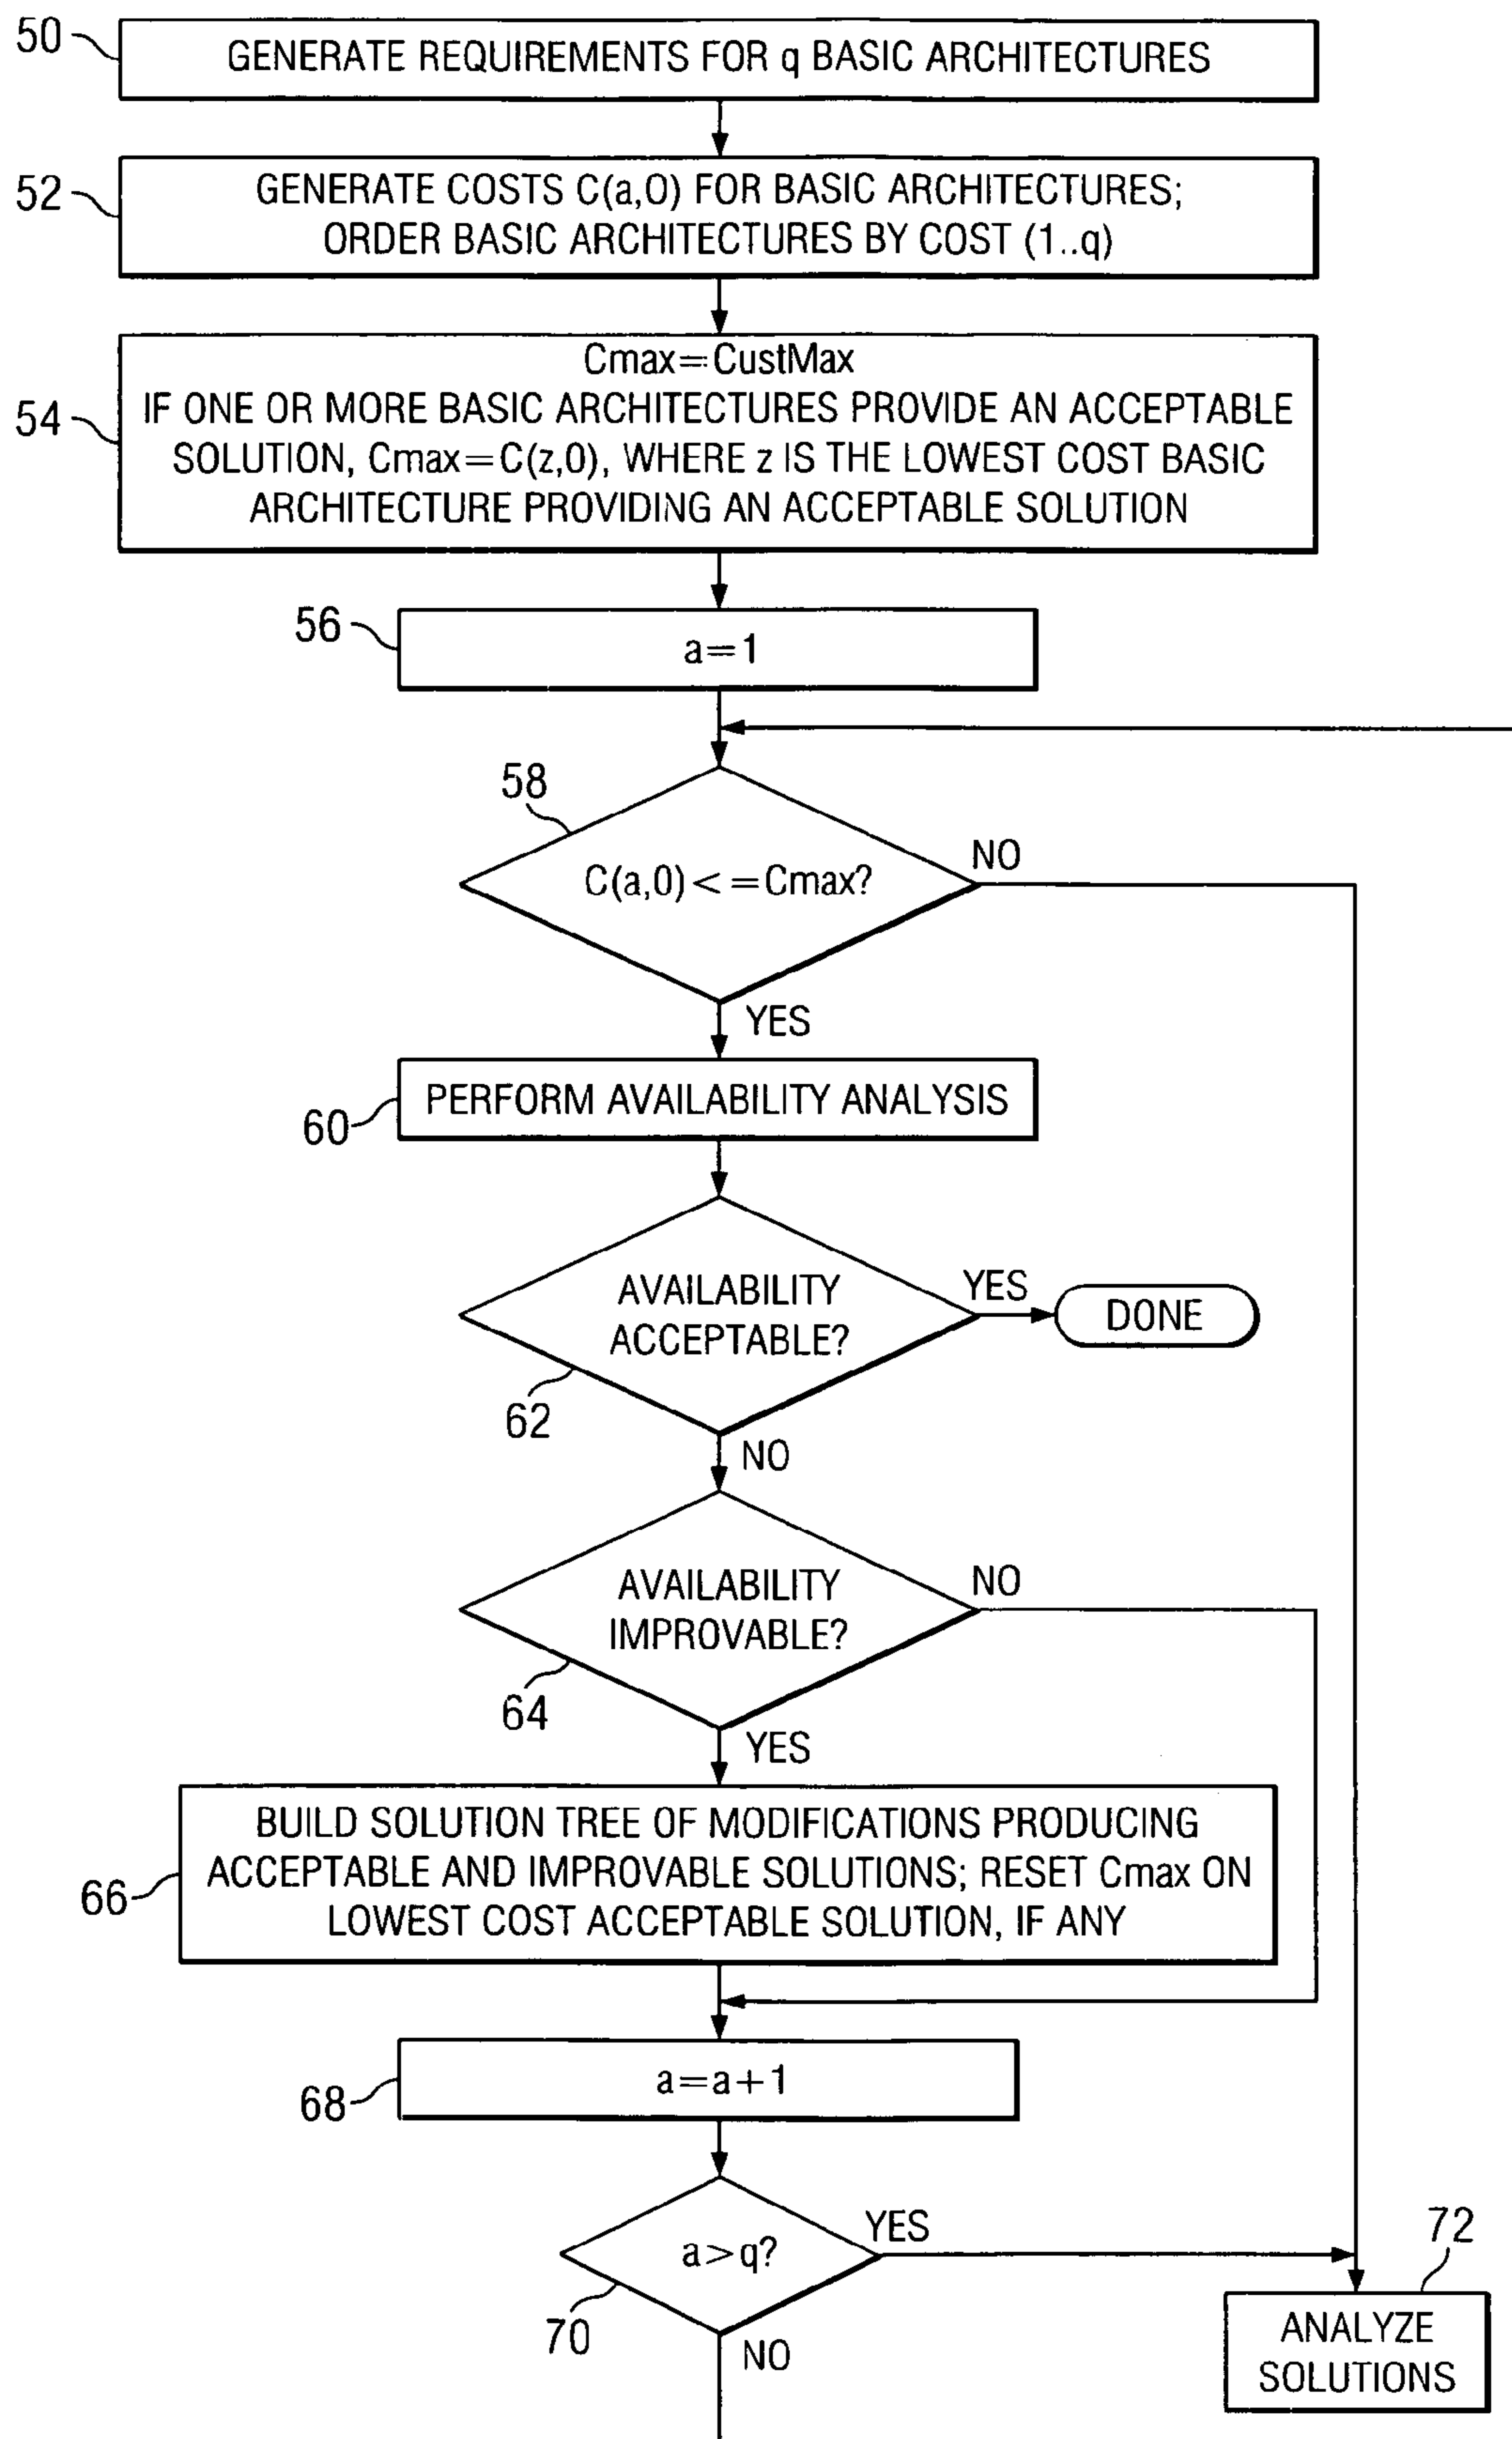 50
GENERATE REQUIREMENTS FOR q BASIC ARCHITECTURES
52
GENERATE COSTS C(a,0) FOR BASIC ARCHITECTURES;
ORDER BASIC ARCHITECTURES BY COST (1..q)
54
Cmax=CustMax
IF ONE OR MORE BASIC ARCHITECTURES PROVIDE AN ACCEPTABLE
SOLUTION, Cmax=C(z,0), WHERE z IS THE LOWEST COST BASIC
ARCHITECTURE PROVIDING AN ACCEPTABLE SOLUTION
56
a=1
58
C(a,0)<=Cmax?
NO
YES
60
PERFORM AVAILABILITY ANALYSIS
AVAILABILITY
ACCEPTABLE?
YES
DONE
62
NO
AVAILABILITY
IMPROVABLE?
NO
64
YES
66
BUILD SOLUTION TREE OF MODIFICATIONS PRODUCING
ACCEPTABLE AND IMPROVABLE SOLUTIONS; RESET Cmax ON
LOWEST COST ACCEPTABLE SOLUTION, IF ANY
68
a=a+1
a>q?
YES
70
NO
72
ANALYZE
SOLUTIONS